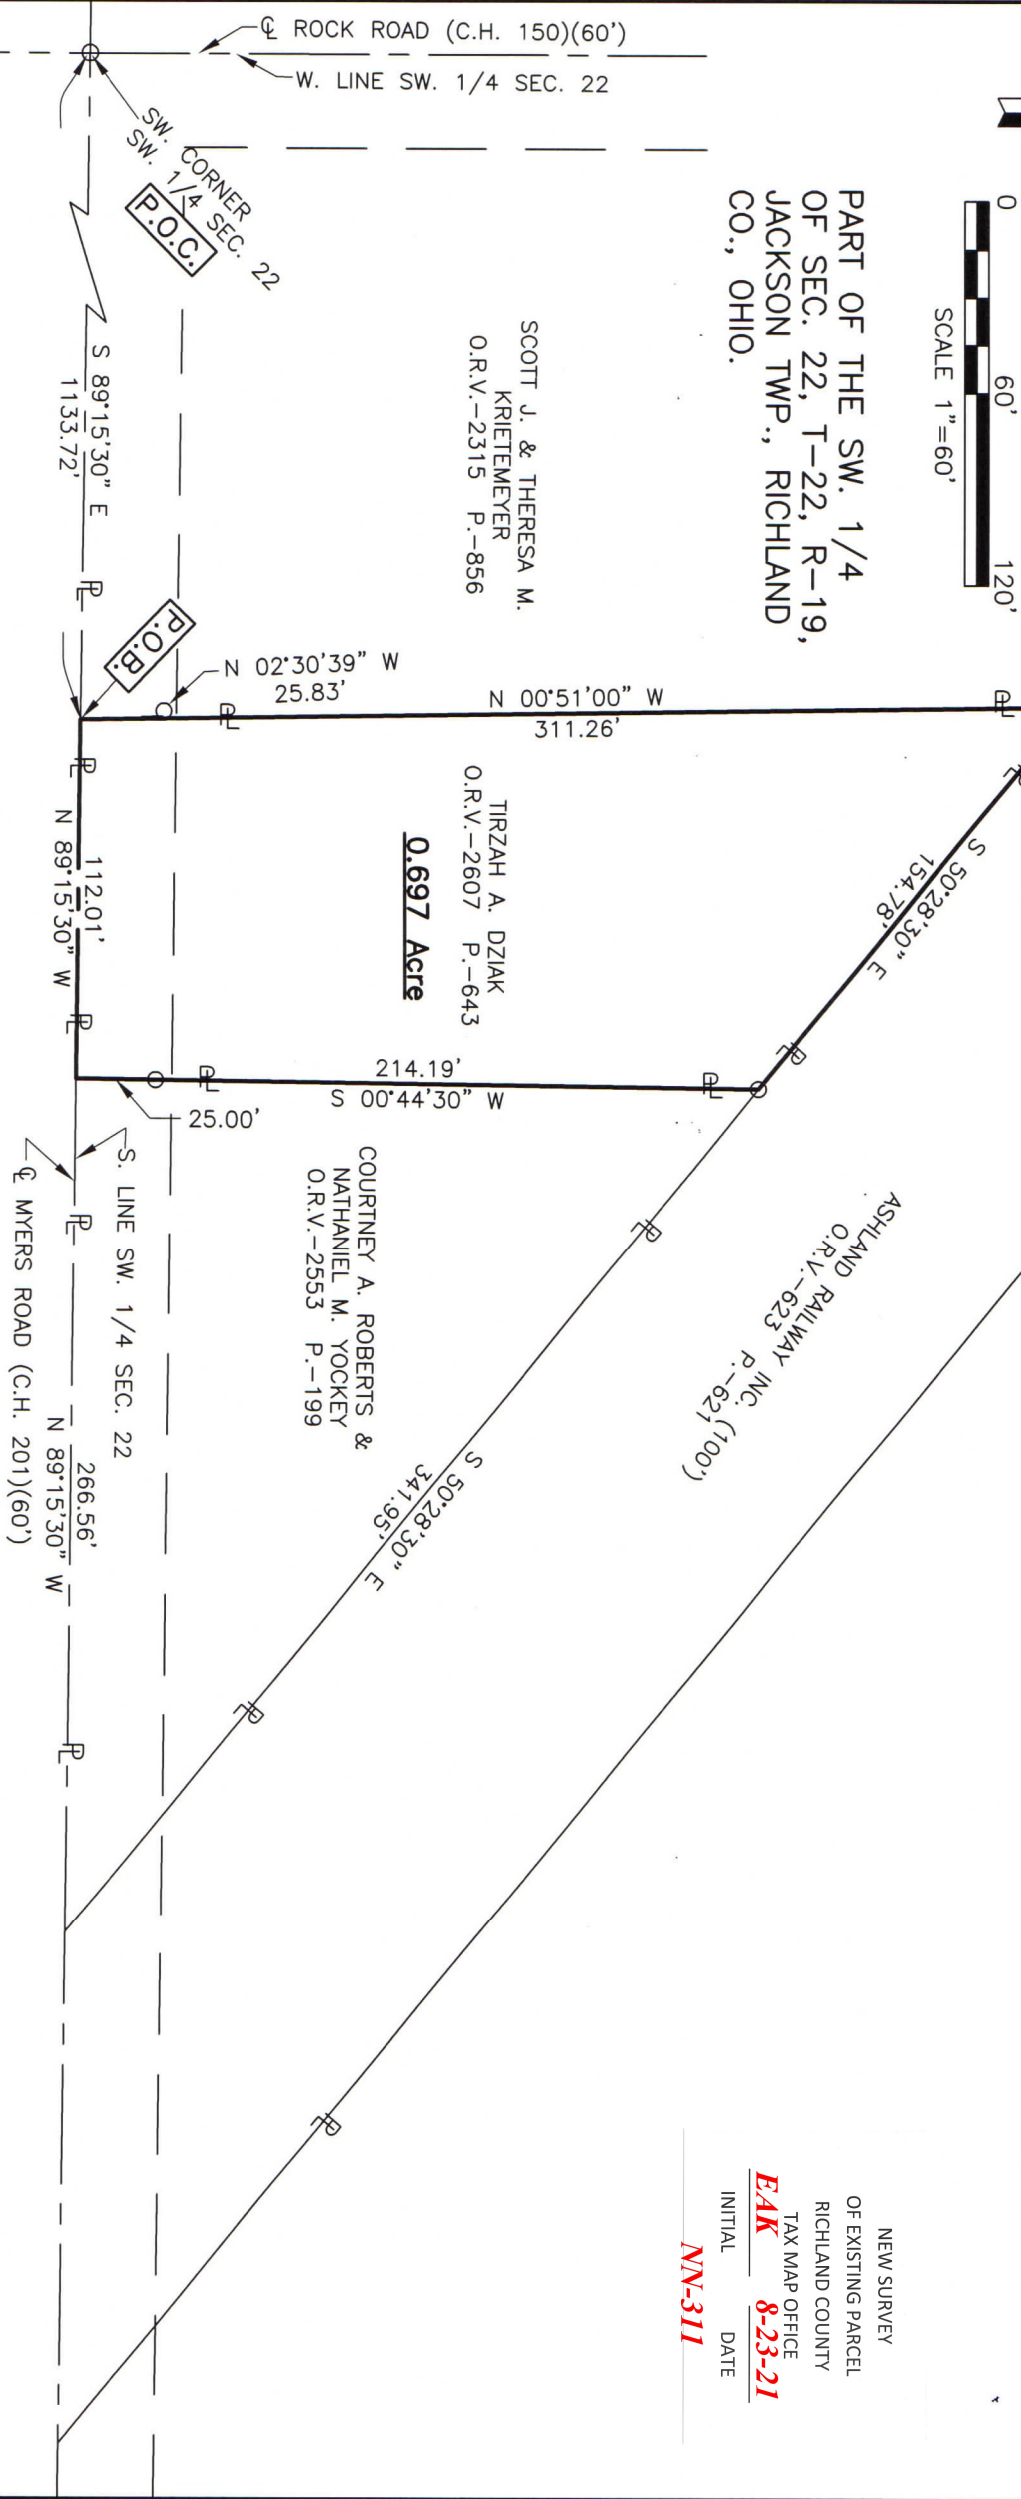 ℄ ROCK ROAD (C.H. 150)(60')
W. LINE SW. 1/4 SEC. 22
SW. CORNER
SW. 1/4 SEC. 22
P.O.C.
0 60' 120'
SCALE 1"=60'
PART OF THE SW. 1/4
OF SEC. 22, T-22, R-19,
JACKSON TWP., RICHLAND
CO., OHIO.
SCOTT J. & THERESA M.
KRIETEMEYER
O.R.V.-2315 P.-856
S 89°15'30" E
1133.72'
P.O.B.
N 02°30'39" W
25.83'
N 00°51'00" W
311.26'
TIRZAH A. DZIAK
O.R.V.-2607 P.-643
0.697 Acre
S 50°28'30" E
154.78'
112.01'
N 89°15'30" W
214.19'
S 00°44'30" W
25.00'
COURTNEY A. ROBERTS &
NATHANIEL M. YOCKEY
O.R.V.-2553 P.-199
ASHLAND RAILWAY INC. (100')
O.R.V.-623 P.-621
S 50°28'30" E
341.95'
S. LINE SW. 1/4 SEC. 22
℄ MYERS ROAD (C.H. 201)(60')
266.56'
N 89°15'30" W
NEW SURVEY
OF EXISTING PARCEL
RICHLAND COUNTY
TAX MAP OFFICE
EAK 8-23-21
INITIAL DATE
NN-311